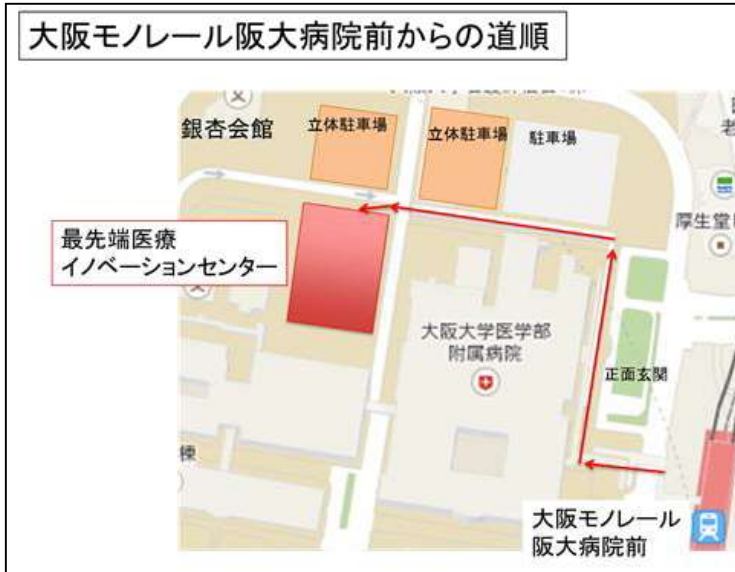 大阪モノレール阪大病院前からの道順
銀杏会館
立体駐車場
立体駐車場
駐車場
厚生堂
最先端医療
イノベーションセンター
大阪大学医学部
附属病院
正面玄関
棟
大阪モノレール
阪大病院前